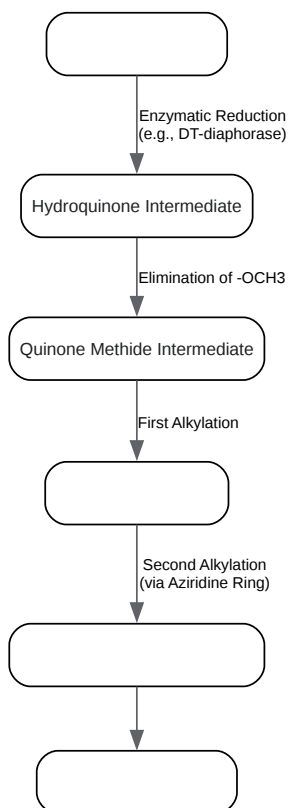 Enzymatic Reduction
(e.g., DT-diaphorase)
Hydroquinone Intermediate
Elimination of -OCH3
Quinone Methide Intermediate
First Alkylation
Second Alkylation
(via Aziridine Ring)